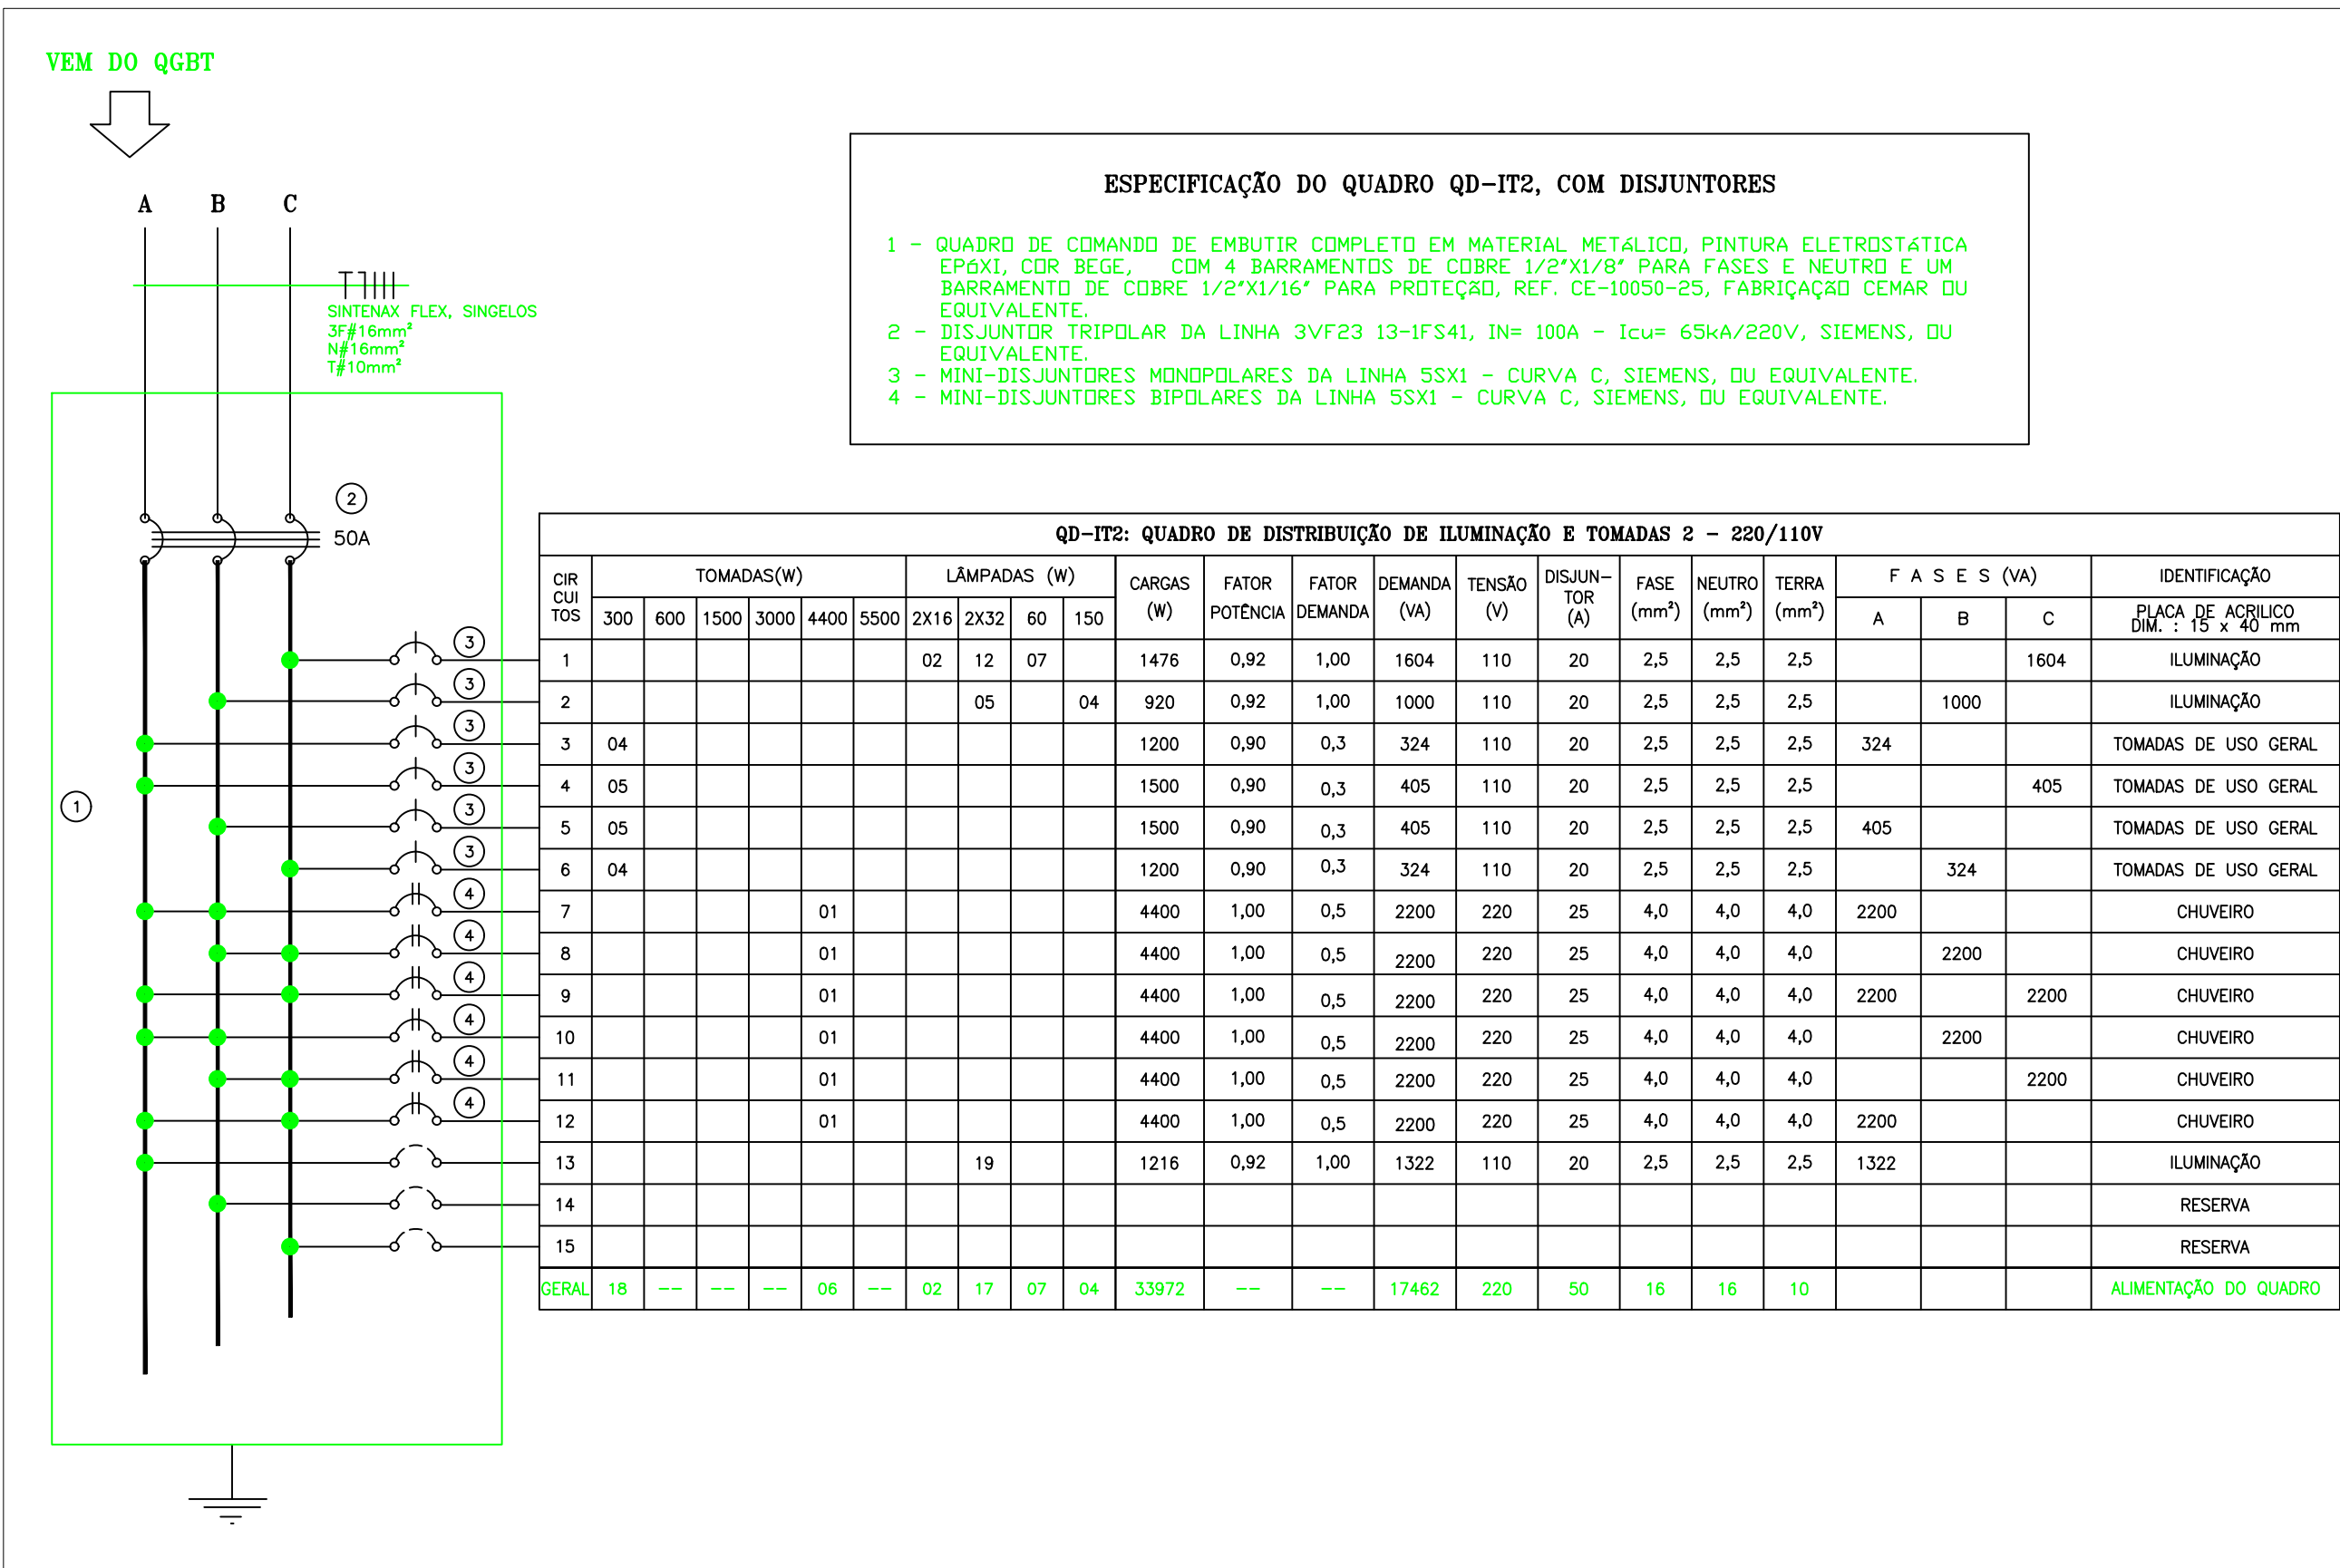 VEM DO QGBT
A B C
SINTENAX FLEX, SINGELOS
3F#16mm²
N#16mm²
T#10mm²
ESPECIFICAÇÃO DO QUADRO QD-IT2, COM DISJUNTORES
1 - QUADRO DE COMANDO DE EMBUTIR COMPLETO EM MATERIAL METáLICO, PINTURA ELETROSTáTICA
EPóXI, COR BEGE, COM 4 BARRAMENTOS DE COBRE 1/2"X1/8" PARA FASES E NEUTRO E UM
BARRAMENTO DE COBRE 1/2"X1/16" PARA PROTEÇãO, REF. CE-10050-25, FABRIÇAÇãO CEMAR OU
EQUIVALENTE.
2 - DISJUNTOR TRIPOLAR DA LINHA 3VF23 13-1FS41, IN= 100A - Icu= 65kA/220V, SIEMENS, OU
EQUIVALENTE.
3 - MINI-DISJUNTORES MONOPOLARES DA LINHA 5SX1 - CURVA C, SIEMENS, OU EQUIVALENTE.
4 - MINI-DISJUNTORES BIPOLARES DA LINHA 5SX1 - CURVA C, SIEMENS, OU EQUIVALENTE.
2
50A
1
3
3
3
3
3
3
4
4
4
4
4
4
QD-IT2: QUADRO DE DISTRIBUIÇÃO DE ILUMINAÇÃO E TOMADAS 2 - 220/110V
CIR CUI TOS TOMADAS(W) LÂMPADAS (W) CARGAS (W) FATOR POTÊNCIA FATOR DEMANDA DEMANDA (VA) TENSÃO (V) DISJUN- TOR (A) FASE (mm²) NEUTRO (mm²) TERRA (mm²) F A S E S (VA) IDENTIFICAÇÃO
300 600 1500 3000 4400 5500 2X16 2X32 60 150 A B C PLACA DE ACRILICO
DIM. : 15 x 40 mm
1 02 12 07 1476 0,92 1,00 1604 110 20 2,5 2,5 2,5 1604 ILUMINAÇÃO
2 05 04 920 0,92 1,00 1000 110 20 2,5 2,5 2,5 1000 ILUMINAÇÃO
3 04 1200 0,90 0,3 324 110 20 2,5 2,5 2,5 324 TOMADAS DE USO GERAL
4 05 1500 0,90 0,3 405 110 20 2,5 2,5 2,5 405 TOMADAS DE USO GERAL
5 05 1500 0,90 0,3 405 110 20 2,5 2,5 2,5 405 TOMADAS DE USO GERAL
6 04 1200 0,90 0,3 324 110 20 2,5 2,5 2,5 324 TOMADAS DE USO GERAL
7 01 4400 1,00 0,5 2200 220 25 4,0 4,0 4,0 2200 CHUVEIRO
8 01 4400 1,00 0,5 2200 220 25 4,0 4,0 4,0 2200 CHUVEIRO
9 01 4400 1,00 0,5 2200 220 25 4,0 4,0 4,0 2200 2200 CHUVEIRO
10 01 4400 1,00 0,5 2200 220 25 4,0 4,0 4,0 2200 CHUVEIRO
11 01 4400 1,00 0,5 2200 220 25 4,0 4,0 4,0 2200 CHUVEIRO
12 01 4400 1,00 0,5 2200 220 25 4,0 4,0 4,0 2200 CHUVEIRO
13 19 1216 0,92 1,00 1322 110 20 2,5 2,5 2,5 1322 ILUMINAÇÃO
14 RESERVA
15 RESERVA
GERAL 18 -- -- -- 06 -- 02 17 07 04 33972 -- -- 17462 220 50 16 16 10 ALIMENTAÇÃO DO QUADRO